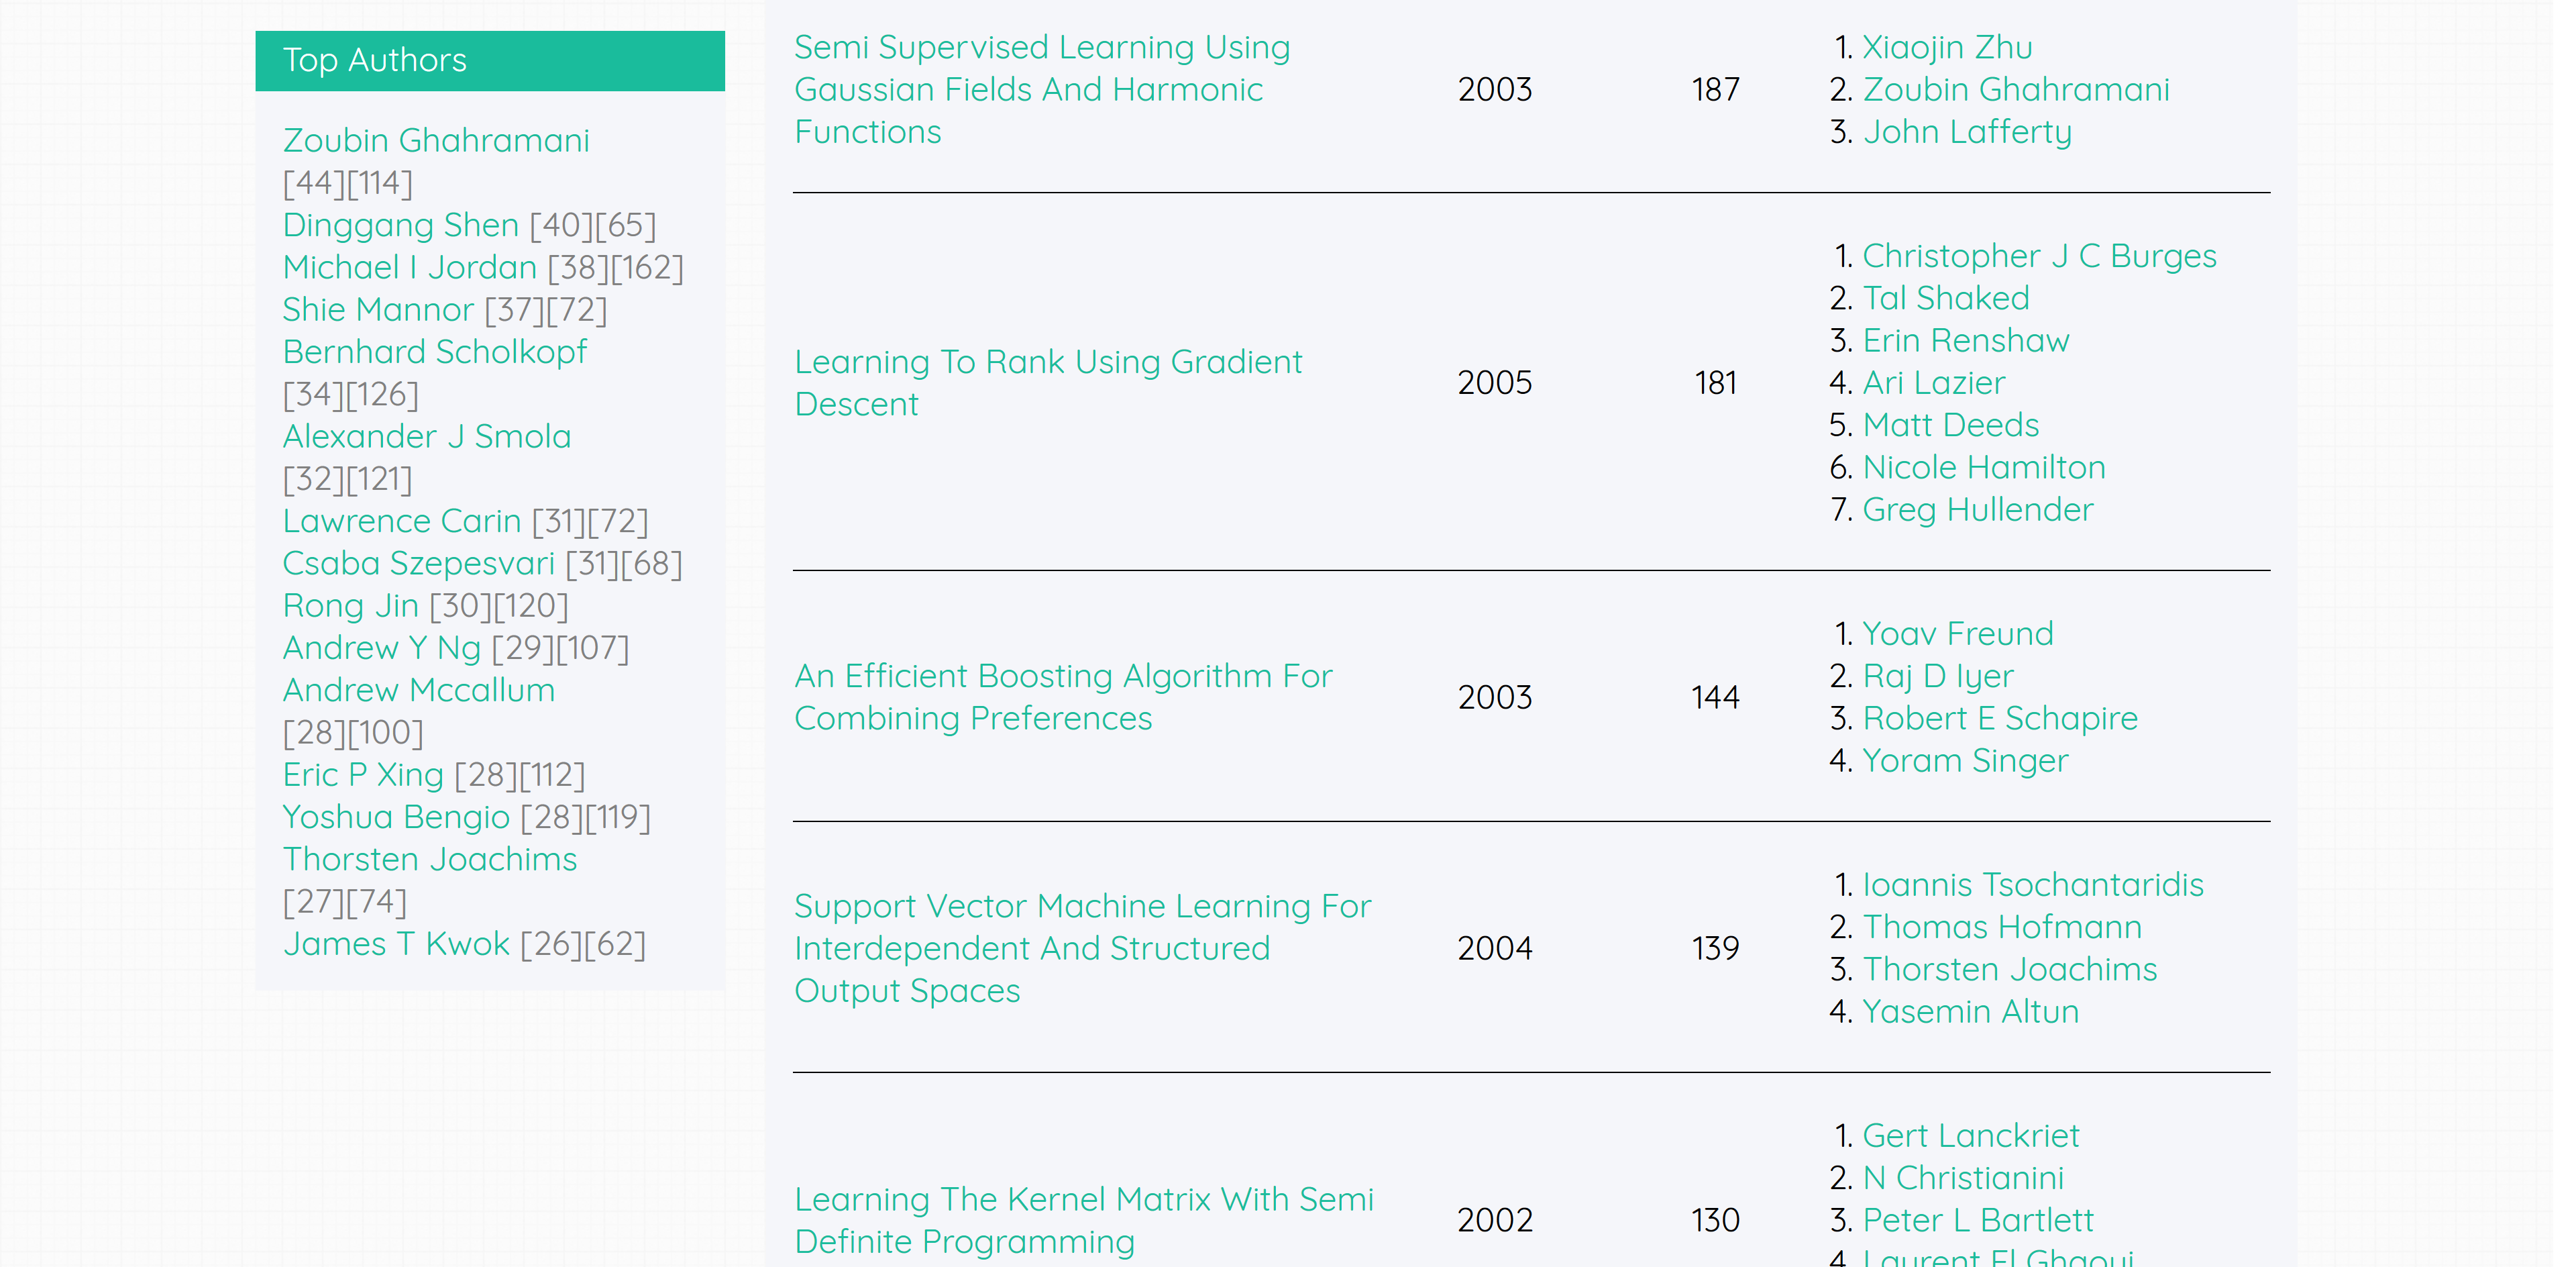 Top Authors
Zoubin Ghahramani
[44][114]
Dinggang Shen [40][65]
Michael I Jordan [38][162]
Shie Mannor [37][72]
Bernhard Scholkopf
[34][126]
Alexander J Smola
[32][121]
Lawrence Carin [31][72]
Csaba Szepesvari [31][68]
Rong Jin [30][120]
Andrew Y Ng [29][107]
Andrew Mccallum
[28][100]
Eric P Xing [28][112]
Yoshua Bengio [28][119]
Thorsten Joachims
[27][74]
James T Kwok [26][62]
Semi Supervised Learning Using
Gaussian Fields And Harmonic
Functions
2003
187
1. Xiaojin Zhu
2. Zoubin Ghahramani
3. John Lafferty
Learning To Rank Using Gradient
Descent
2005
181
1. Christopher J C Burges
2. Tal Shaked
3. Erin Renshaw
4. Ari Lazier
5. Matt Deeds
6. Nicole Hamilton
7. Greg Hullender
An Efficient Boosting Algorithm For
Combining Preferences
2003
144
1. Yoav Freund
2. Raj D Iyer
3. Robert E Schapire
4. Yoram Singer
Support Vector Machine Learning For
Interdependent And Structured
Output Spaces
2004
139
1. Ioannis Tsochantaridis
2. Thomas Hofmann
3. Thorsten Joachims
4. Yasemin Altun
Learning The Kernel Matrix With Semi
Definite Programming
2002
130
1. Gert Lanckriet
2. N Christianini
3. Peter L Bartlett
4. Laurent El Ghaoui